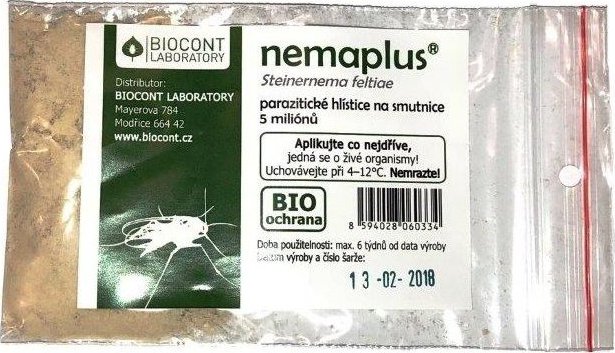 BIOCONT
LABORATORY
Distributor:
BIOCONT LABORATORY
Mayerova 784
Modřice 664 42
www.biocont.cz
nemaplus®
Steinernema feltiae
parazitické hlístice na smutnice
5 miliónů
Aplikujte co nejdříve,
jedná se o živé organismy!
Uchovávejte při 4–12°C. Nemrazte!
BIO
ochrana
8 594028 060334
Doba použitelnosti: max. 6 týdnů od data výroby
Datum výroby a číslo šarže:
13 -02- 2018